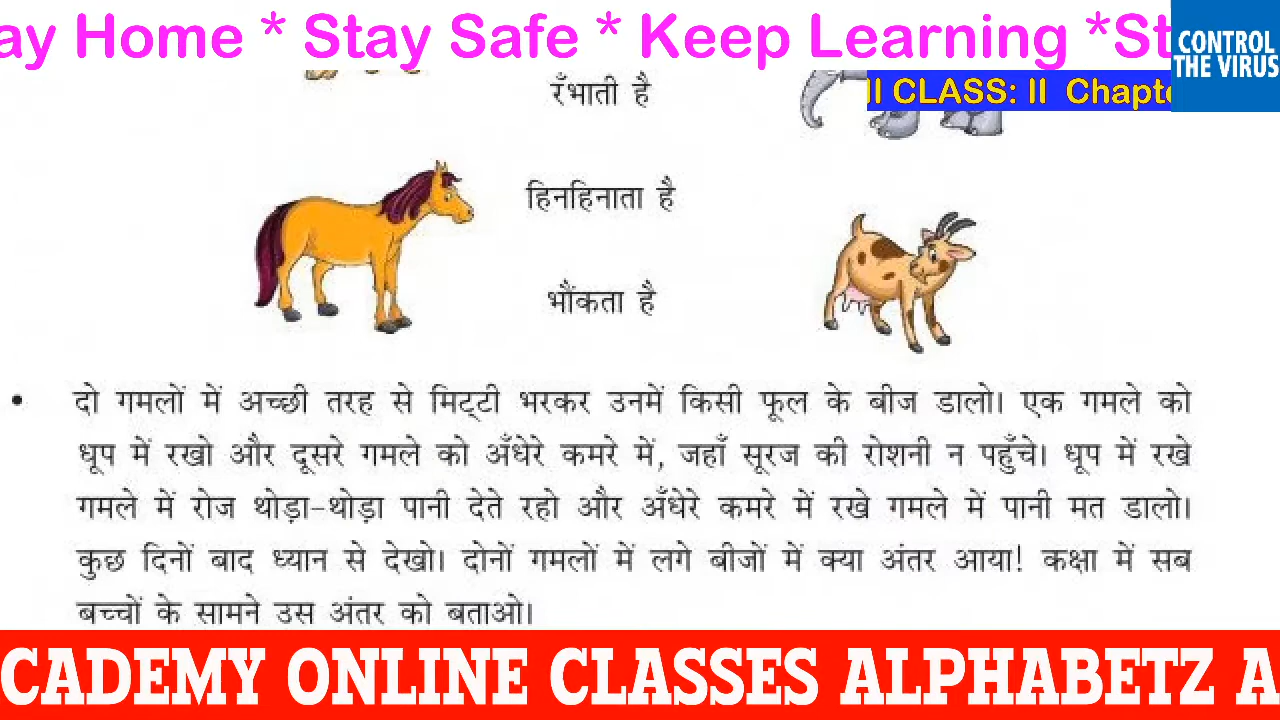 ay Home * Stay Safe * Keep Learning *St
CONTROL
THE VIRUS
II CLASS: II Chapte
रँभाती है
हिनहिनाता है
भौंकता है
• दो गमलों में अच्छी तरह से मिट्टी भरकर उनमें किसी फूल के बीज डालो। एक गमले को
धूप में रखो और दूसरे गमले को अँधेरे कमरे में, जहाँ सूरज की रोशनी न पहुँचे। धूप में रखे
गमले में रोज थोड़ा-थोड़ा पानी देते रहो और अँधेरे कमरे में रखे गमले में पानी मत डालो।
कुछ दिनों बाद ध्यान से देखो। दोनों गमलों में लगे बीजों में क्या अंतर आया! कक्षा में सब
बच्चों के सामने उस अंतर को बताओ।
CADEMY ONLINE CLASSES ALPHABETZ A